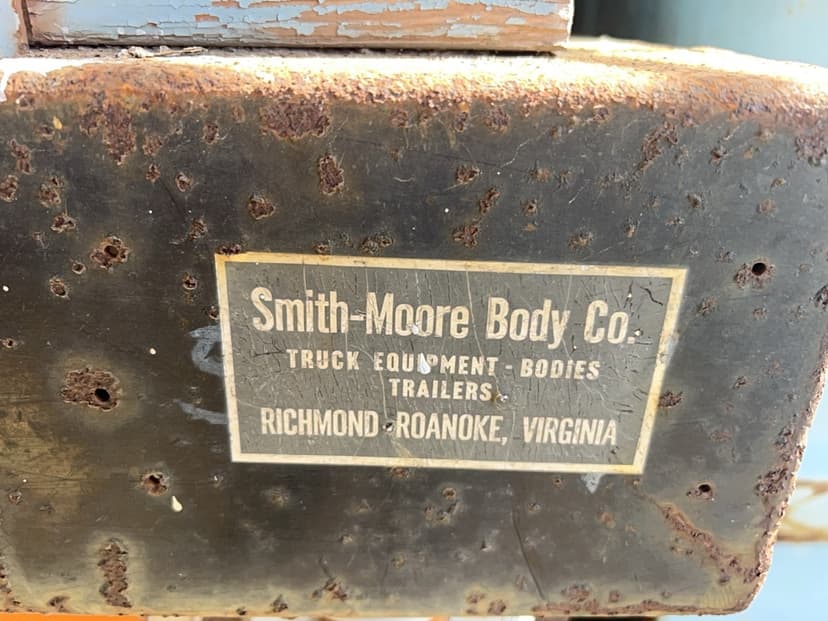 Smith-Moore Body Co.
TRUCK EQUIPMENT - BODIES
TRAILERS
RICHMOND-ROANOKE, VIRGINIA